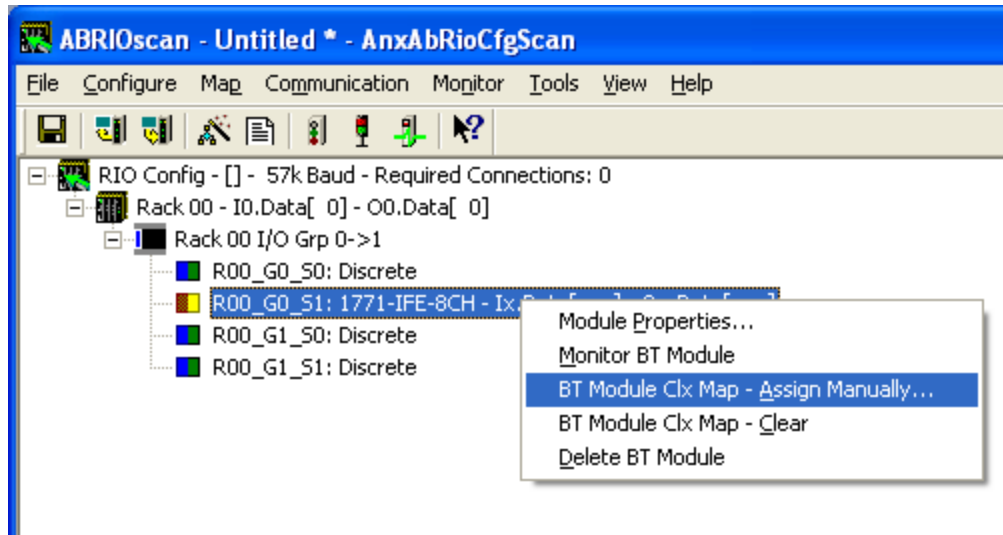 ABRIOscan - Untitled * - AnxAbRioCfgScan
File Configure Map Communication Monitor Tools View Help
RIO Config - [] - 57k Baud - Required Connections: 0
Rack 00 - I0.Data[ 0] - O0.Data[ 0]
Rack 00 I/O Grp 0->1
R00_G0_S0: Discrete
R00_G0_S1: 1771-IFE-8CH - Ix.
R00_G1_S0: Discrete
R00_G1_S1: Discrete
Module Properties...
Monitor BT Module
BT Module Clx Map - Assign Manually...
BT Module Clx Map - Clear
Delete BT Module